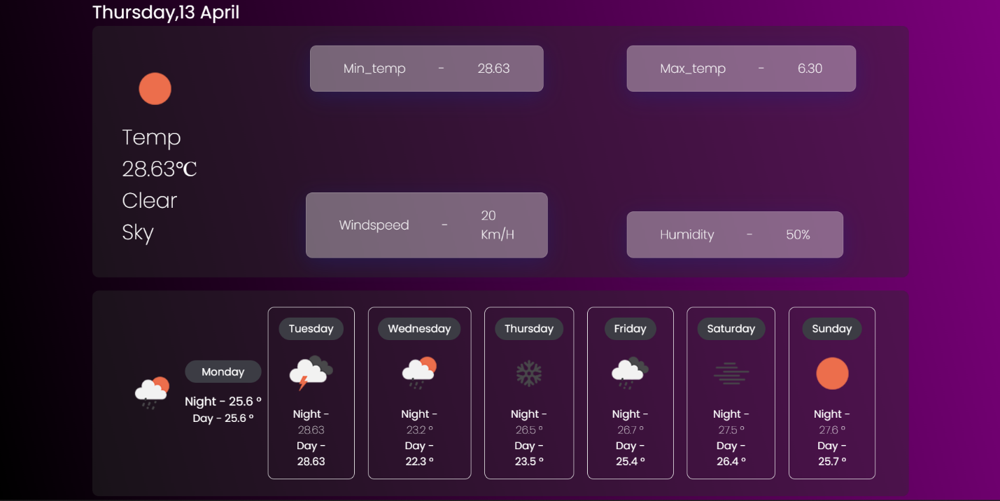 Thursday,13 April
Min_temp - 28.63
Max_temp - 6.30
Temp
28.63℃
Clear
Sky
Windspeed - 20
Km/H
Humidity - 50%
Monday
Night - 25.6 °
Day - 25.6 °
Tuesday
Night -
28.63
Day -
28.63
Wednesday
Night -
23.2 °
Day -
22.3 °
Thursday
Night -
26.5 °
Day -
23.5 °
Friday
Night -
26.7 °
Day -
25.4 °
Saturday
Night -
27.5 °
Day -
26.4 °
Sunday
Night -
27.6 °
Day -
25.7 °